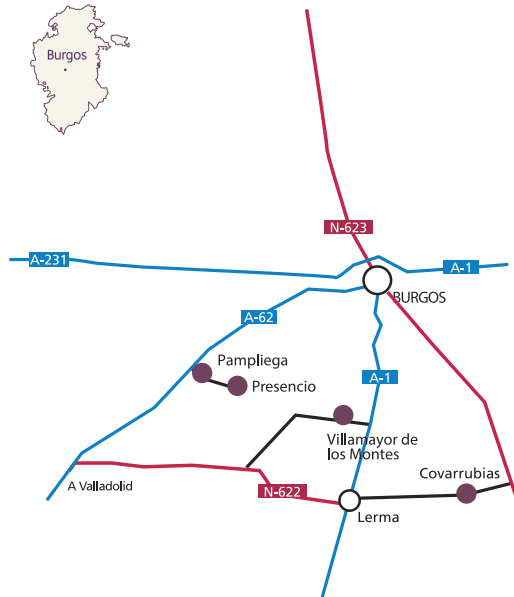 Burgos
N-623
A-231
A-1
BURGOS
A-62
Pampliega
A-1
Presencio
Villamayor de
los Montes
Covarrubias
A Valladolid
N-622
Lerma